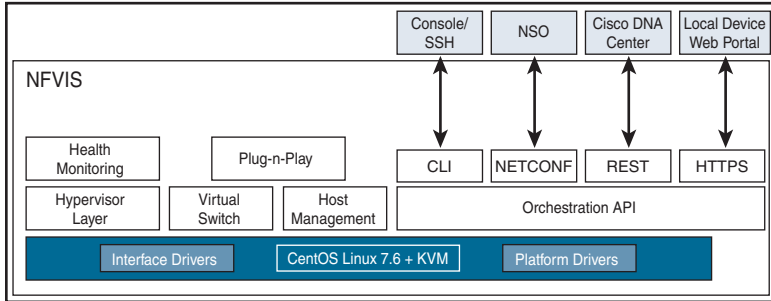 Console/
SSH
NSO
Cisco DNA
Center
Local Device
Web Portal
NFVIS
Health
Monitoring
Plug-n-Play
CLI
NETCONF
REST
HTTPS
Hypervisor
Layer
Virtual
Switch
Host
Management
Orchestration API
Interface Drivers
CentOS Linux 7.6 + KVM
Platform Drivers